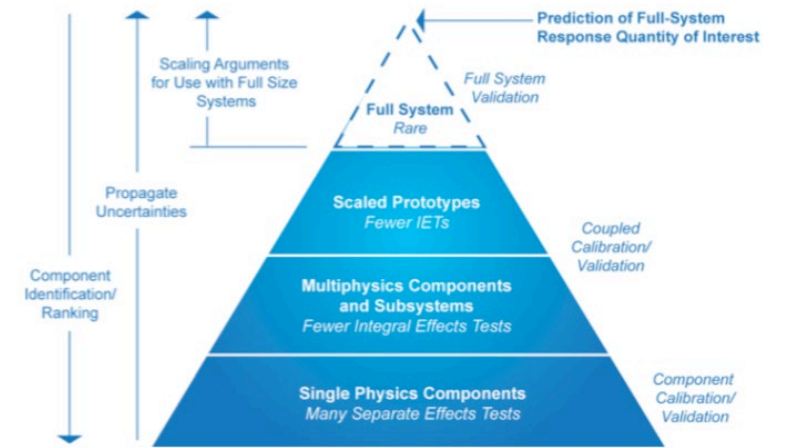 Prediction of Full-System
Response Quantity of Interest
Scaling Arguments
for Use with Full Size
Systems
Full System
Validation
Full System
Rare
Propagate
Uncertainties
Scaled Prototypes
Fewer IETs
Coupled
Calibration/
Validation
Component
Identification/
Ranking
Multiphysics Components
and Subsystems
Fewer Integral Effects Tests
Single Physics Components
Many Separate Effects Tests
Component
Calibration/
Validation